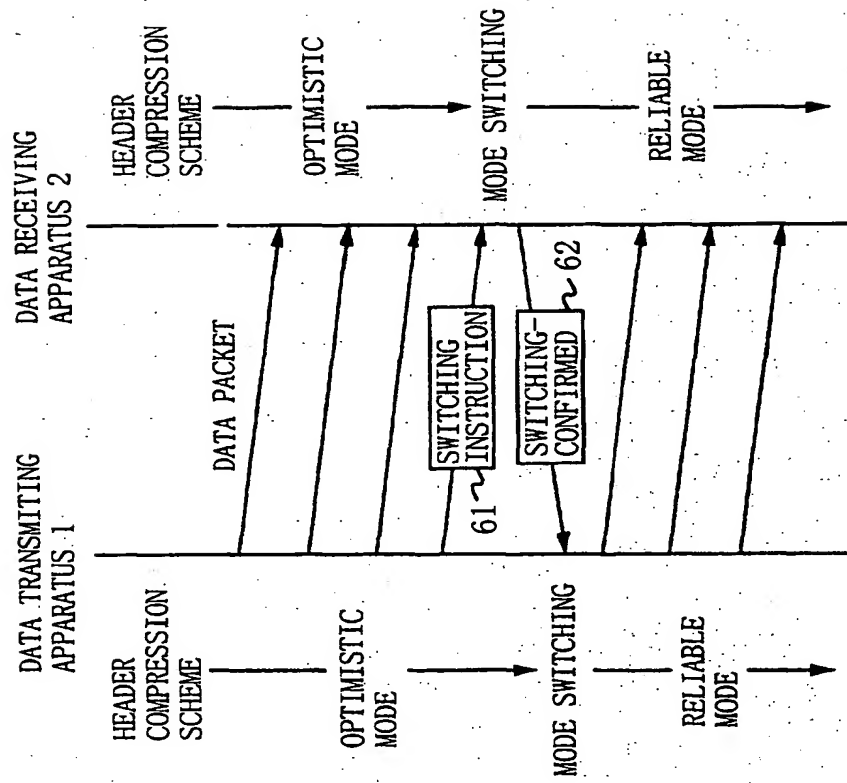 DATA TRANSMITING
APPARATUS 1
DATA RECEIVING
APPARATUS 2
HEADER
COMPRESSION
SCHEME
HEADER
COMPRESSION
SCHEME
DATA PACKET
OPTIMISTIC
MODE
OPTIMISTIC
MODE
SWITCHING
INSTRUCTION
61
MODE SWITCHING
SWITCHING-
CONFIRMED
62
MODE SWITCHING
RELIABLE
MODE
RELIABLE
MODE